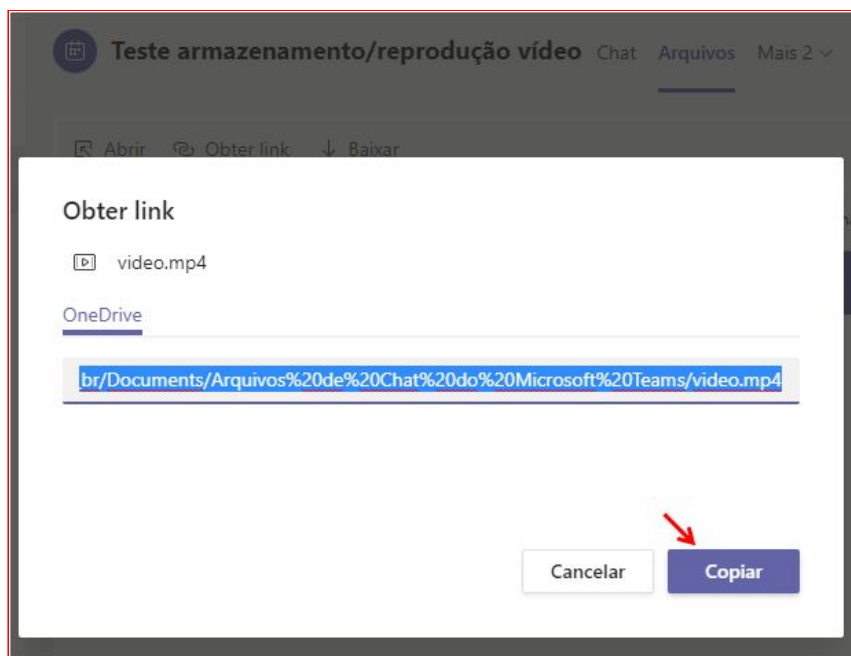 Teste armazenamento/reprodução vídeo Chat Arquivos Mais 2
Abrir Obter link Baixar
Obter link
video.mp4
OneDrive
br/Documents/Arquivos%20de%20Chat%20do%20Microsoft%20Teams/video.mp4
Cancelar Copiar